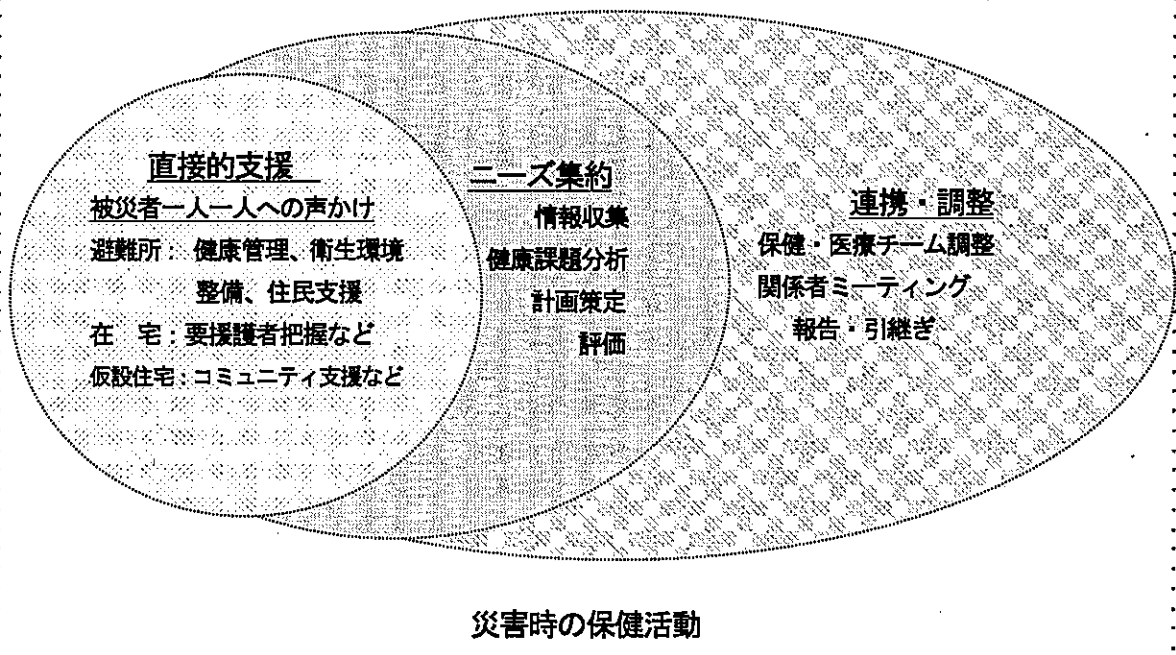 直接的支援
被災者一人一人への声かけ
避難所： 健康管理、衛生環境
整備、住民支援
在　宅：要援護者把握など
仮設住宅：コミュニティ支援など
ニーズ集約
情報収集
健康課題分析
計画策定
評価
連携・調整
保健・医療チーム調整
関係者ミーティング
報告・引継ぎ
災害時の保健活動